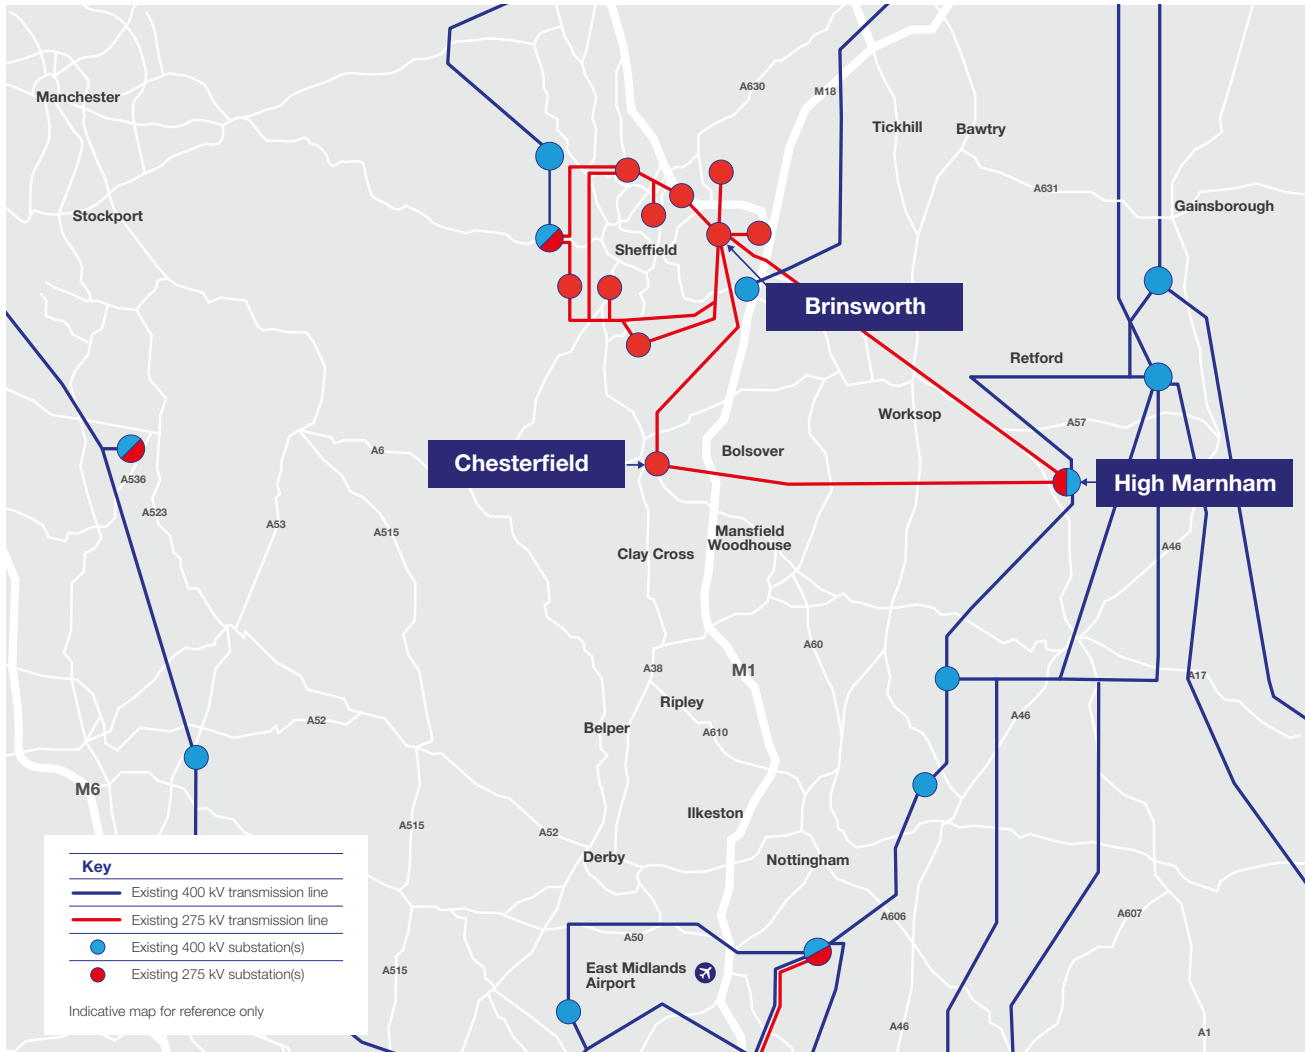 A630
M18
Manchester
Tickhill
Bawtry
A631
Gainsborough
Stockport
Sheffield
Brinsworth
Retford
Worksop
A57
A6
Bolsover
Chesterfield
High Marnham
A536
A523
A53
A515
Mansfield
Woodhouse
Clay Cross
A46
A60
A38
M1
A17
Ripley
A46
A52
Belper
A610
M6
Ilkeston
A515
A52
Derby
Nottingham
A606
A607
A50
East Midlands
Airport
A515
A46
A1
Key
Existing 400 kV transmission line
Existing 275 kV transmission line
Existing 400 kV substation(s)
Existing 275 kV substation(s)
Indicative map for reference only